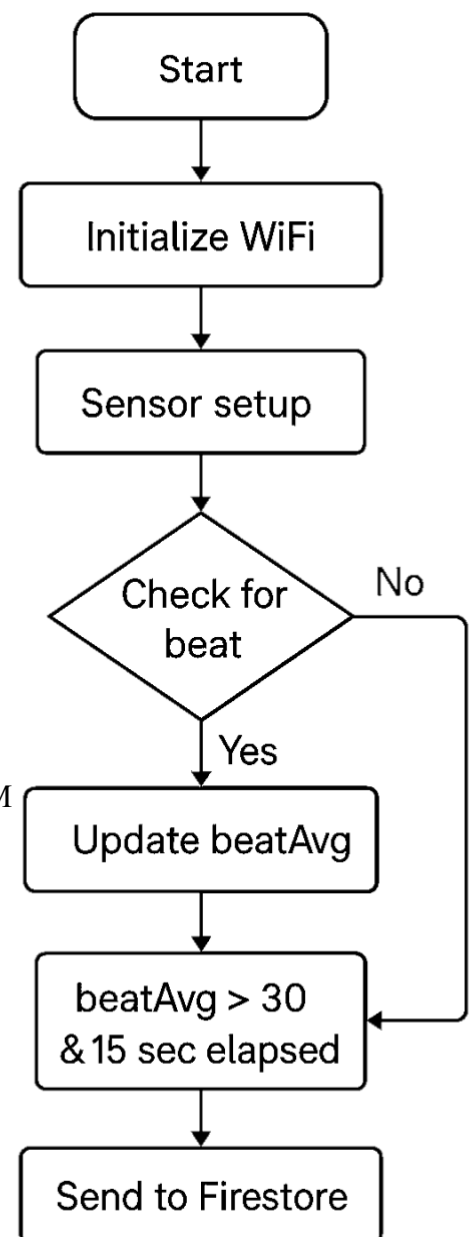 Start
Initialize WiFi
Sensor setup
Check for
beat
No
Yes
M
Update beatAvg
beatAvg > 30
& 15 sec elapsed
Send to Firestore